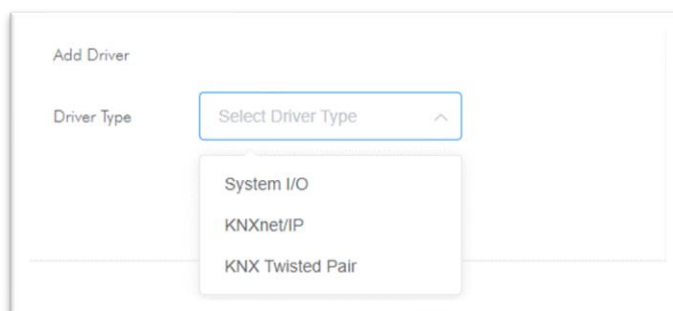 Add Driver
Driver Type
Select Driver Type
System I/O
KNXnet/IP
KNX Twisted Pair